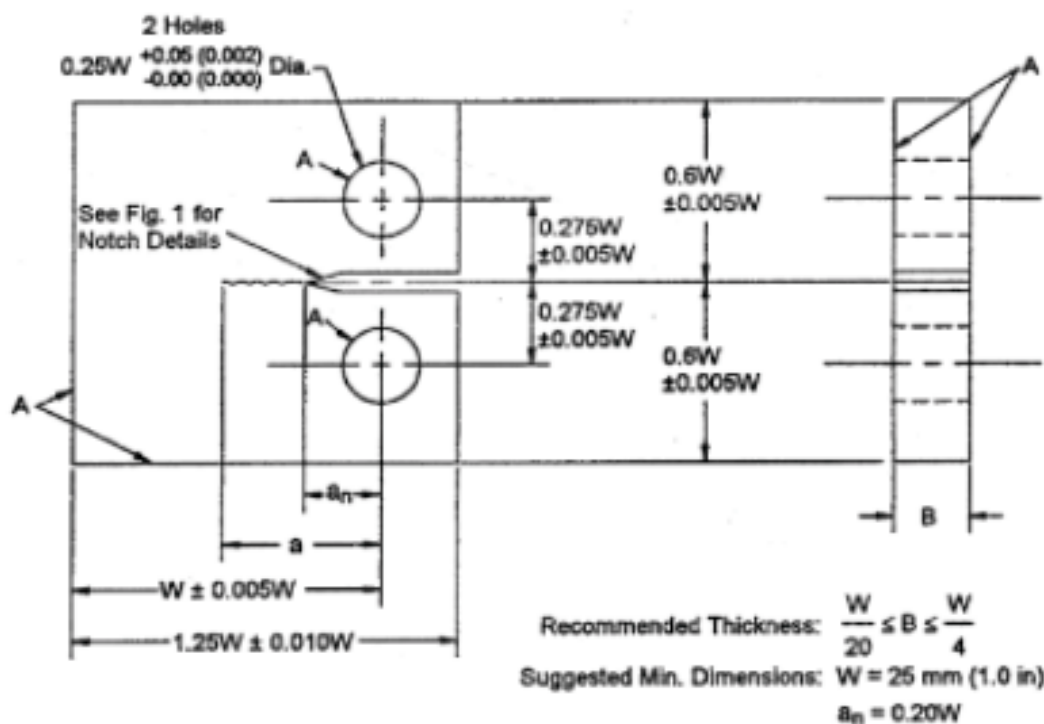 2 Holes
0.25W +0.05 (0.002) -0.00 (0.000) Dia.
A
A
See Fig. 1 for
Notch Details
0.6W
±0.005W
0.275W
±0.005W
0.275W
±0.005W
A
0.6W
±0.005W
A
an
B
a
W ± 0.005W
1.25W ± 0.010W
Recommended Thickness: W/20 ≤ B ≤ W/4
Suggested Min. Dimensions: W = 25 mm (1.0 in)
an = 0.20W